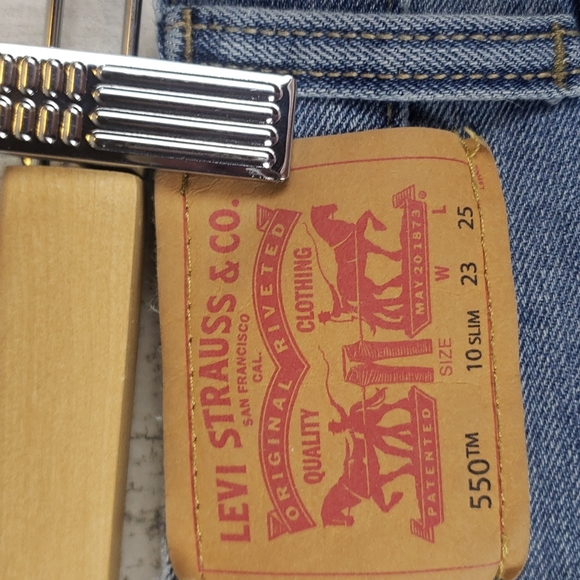 LEVI STRAUSS & CO.
SAN FRANCISCO
CAL.
ORIGINAL RIVETED
QUALITY CLOTHING
PATENTED MAY 20 1873 ®
SIZE W L
550™ 10 SLIM 23 25